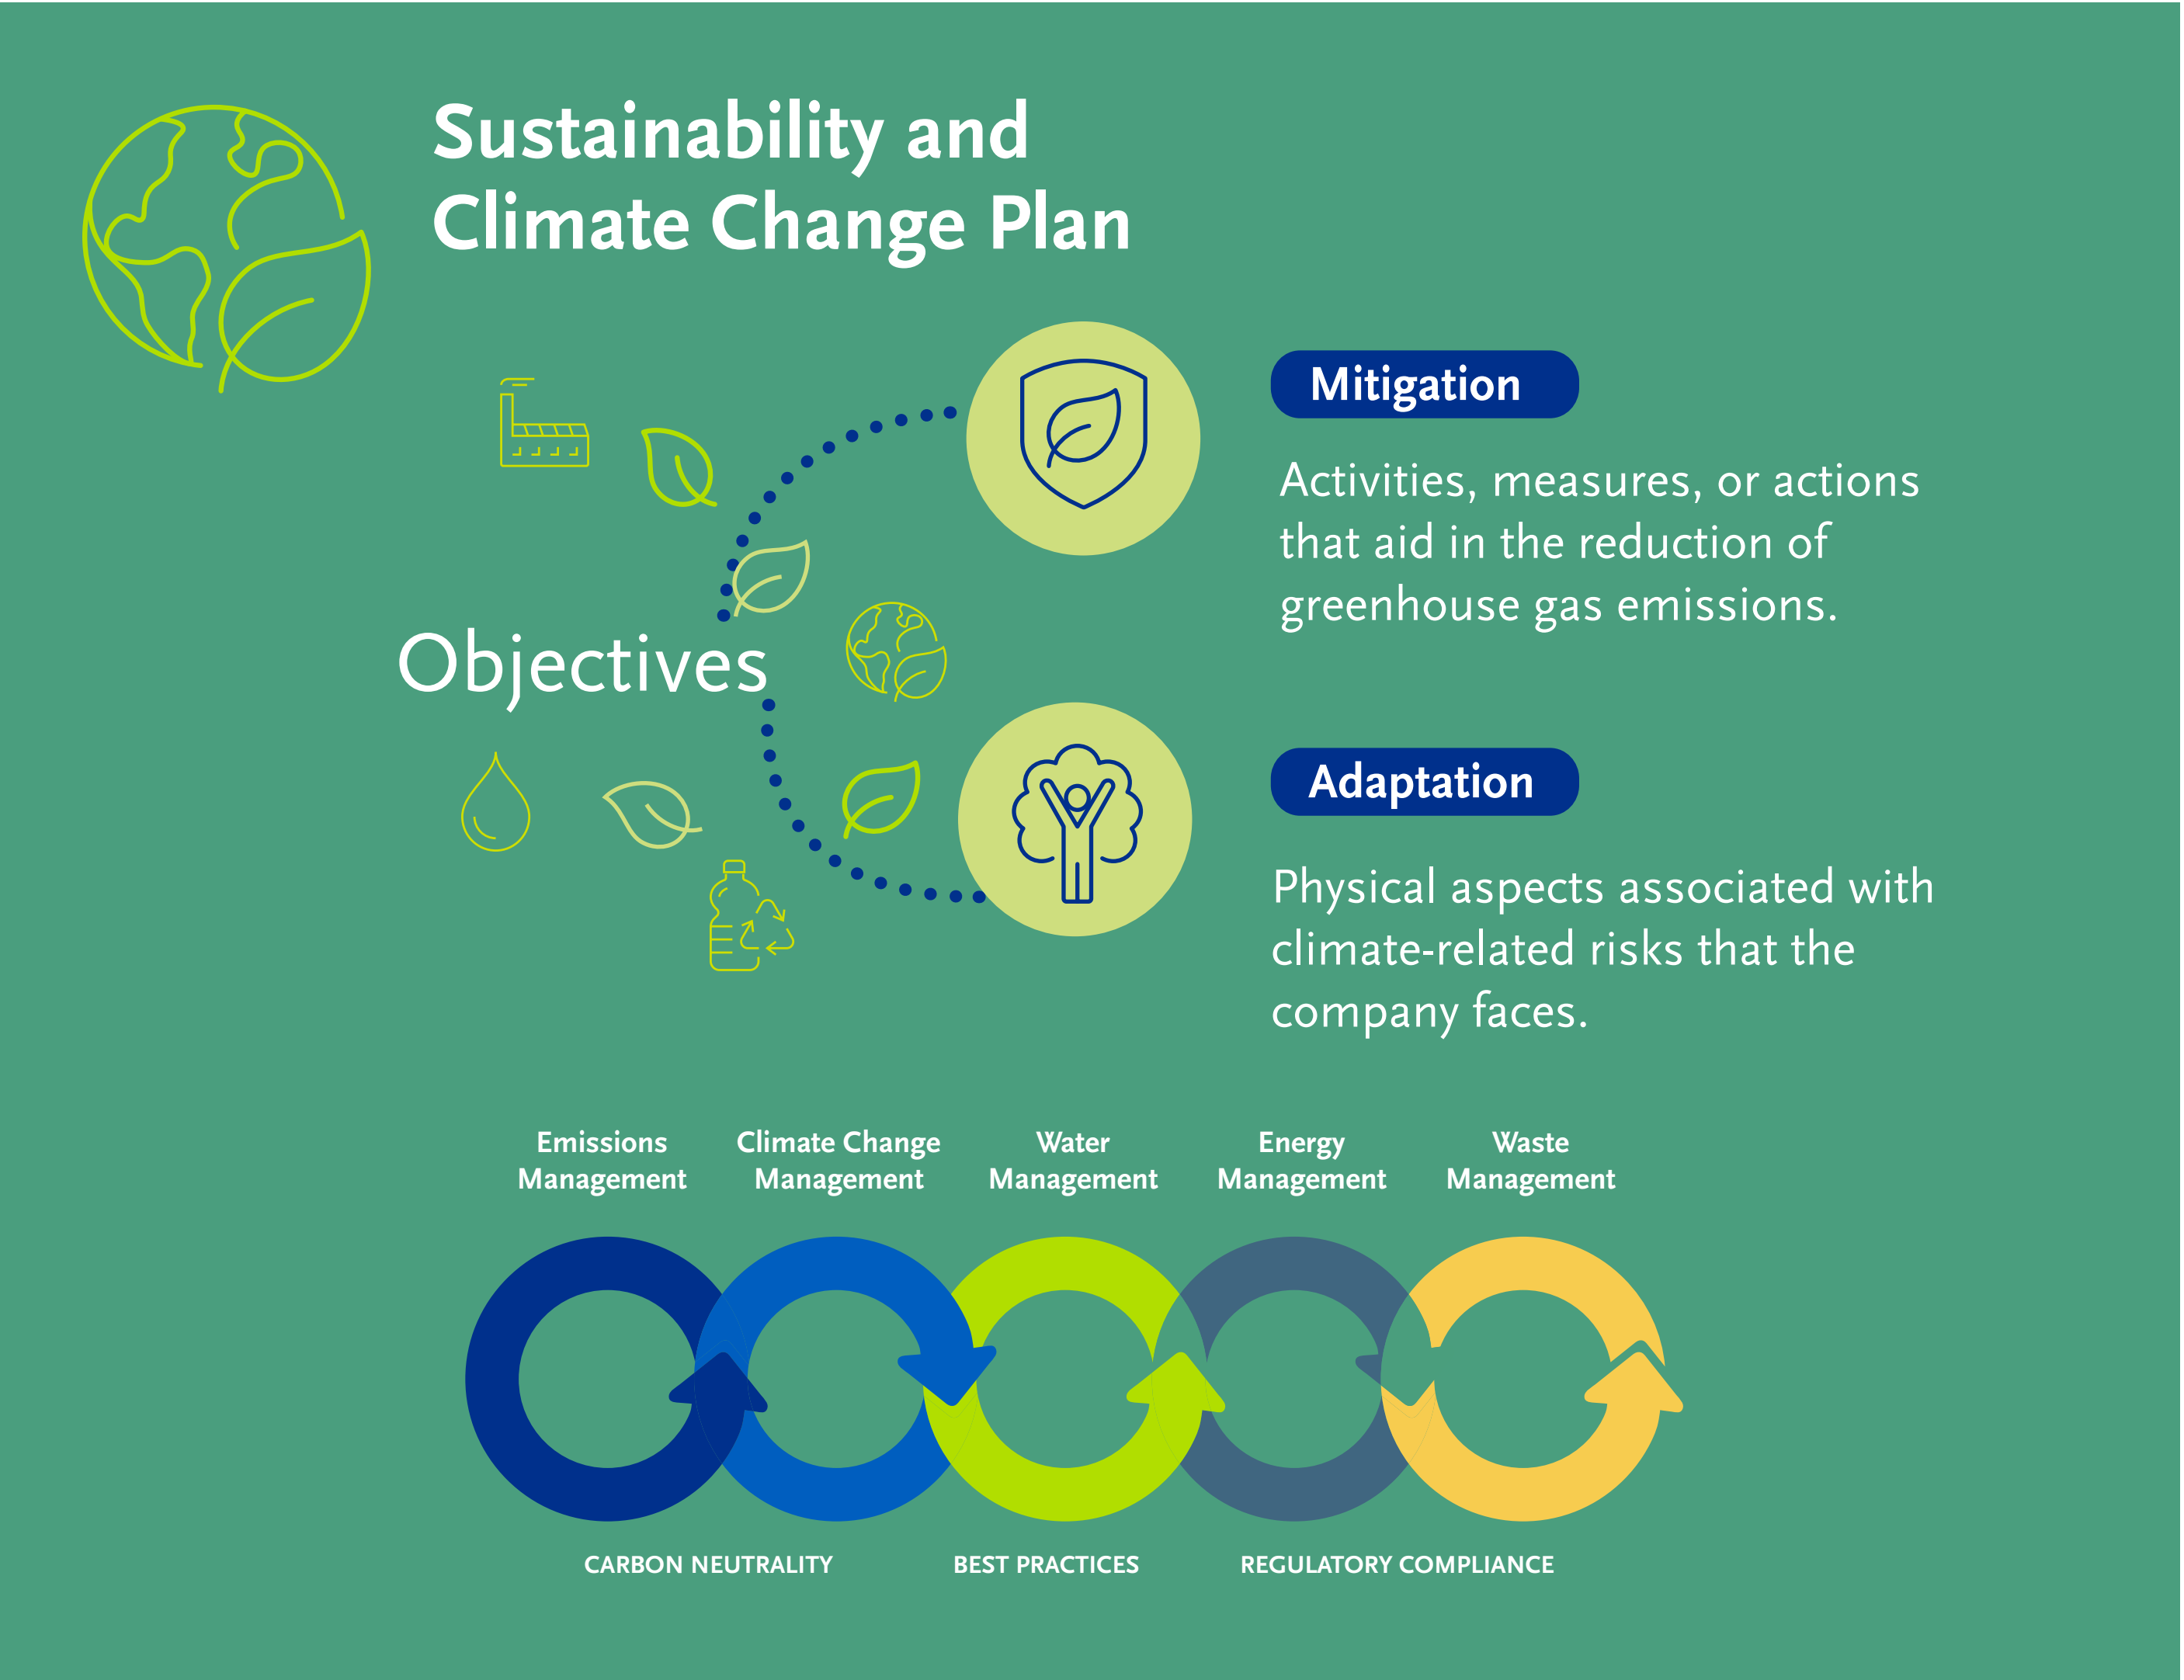 Sustainability and
Climate Change Plan
Objectives
Mitigation
Activities, measures, or actions
that aid in the reduction of
greenhouse gas emissions.
Adaptation
Physical aspects associated with
climate-related risks that the
company faces.
Emissions
Management
Climate Change
Management
Water
Management
Energy
Management
Waste
Management
CARBON NEUTRALITY
BEST PRACTICES
REGULATORY COMPLIANCE